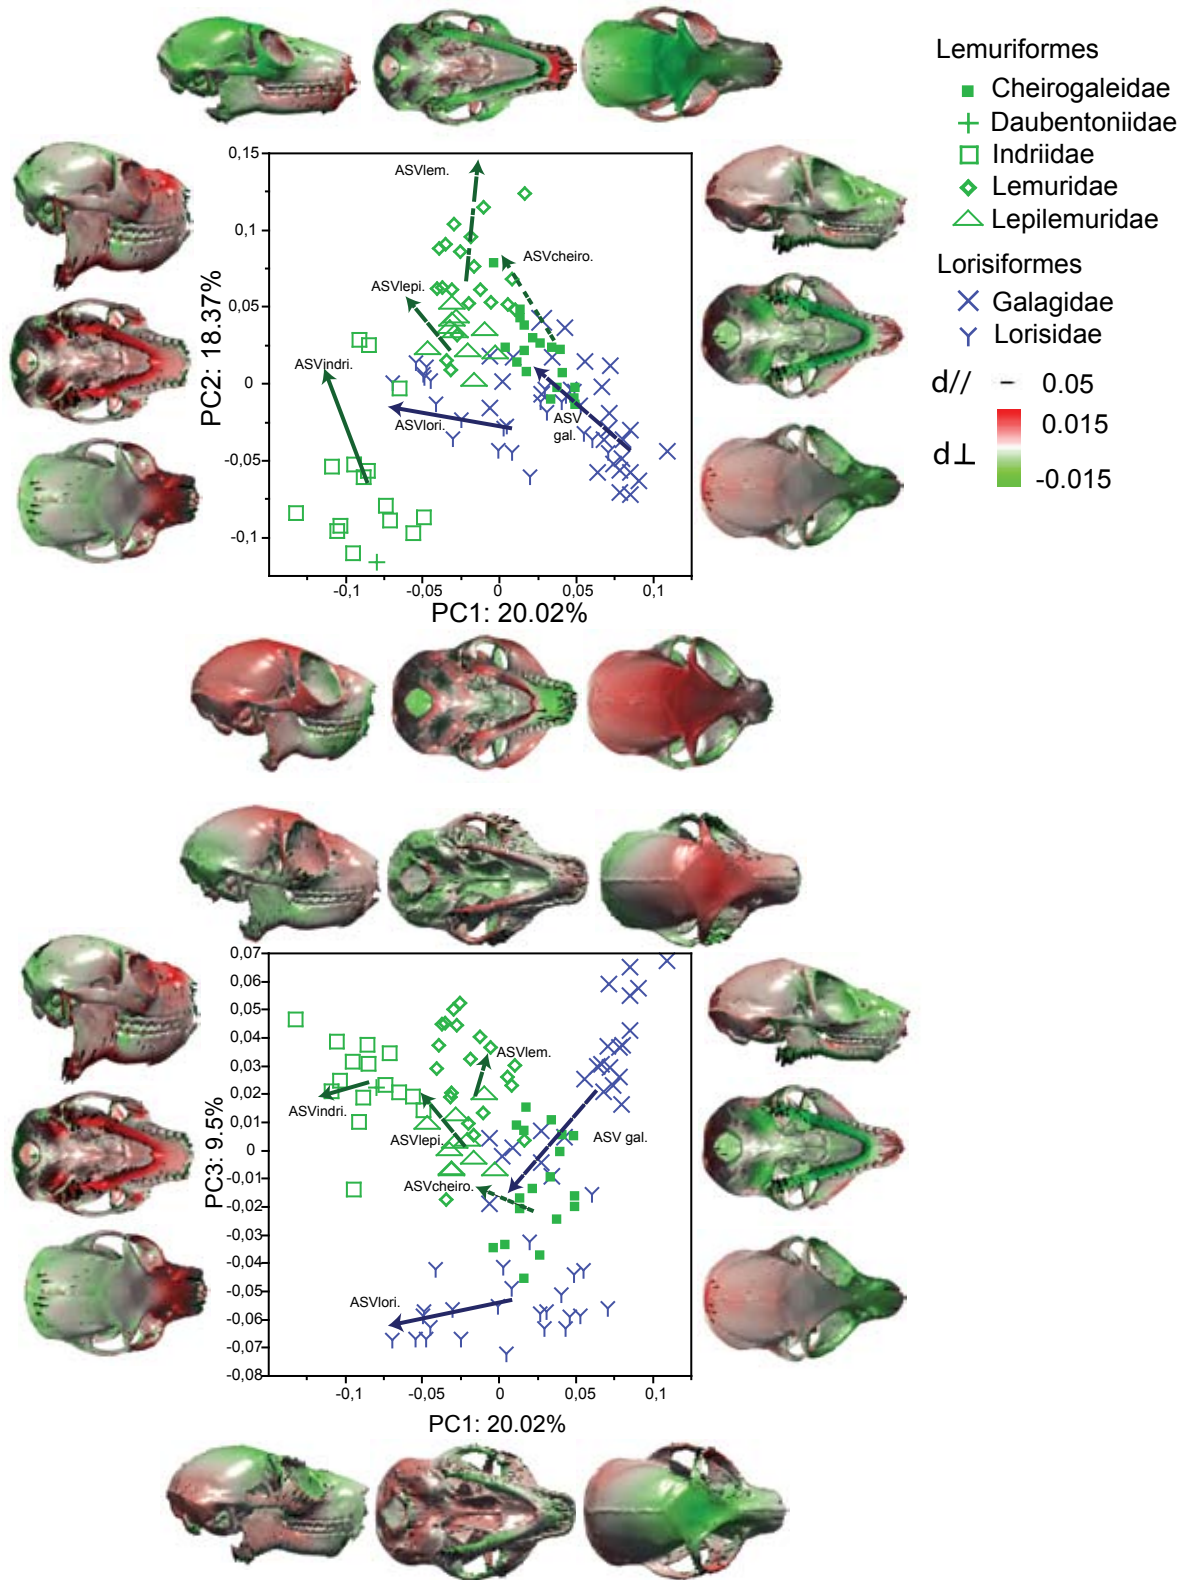 Lemuriformes
Cheirogaleidae
Daubentoniidae
Indriidae
Lemuridae
Lepilemuridae
Lorisiformes
Galagidae
Lorisidae
d// 0.05
d⊥ 0.015
-0.015
0,15
0,1
0,05
0
-0,05
-0,1
PC2: 18.37%
ASVlem.
ASVcheiro.
ASVlepi.
ASVindri.
ASVlori.
ASV
gal.
-0,1 -0,05 0 0,05 0,1
PC1: 20.02%
0,07
0,06
0,05
0,04
0,03
0,02
0,01
0
-0,01
-0,02
-0,03
-0,04
-0,05
-0,06
-0,07
-0,08
PC3: 9.5%
ASVlem.
ASVindri.
ASV gal.
ASVlepi.
ASVcheiro.
ASVlori.
-0,1 -0,05 0 0,05 0,1
PC1: 20.02%